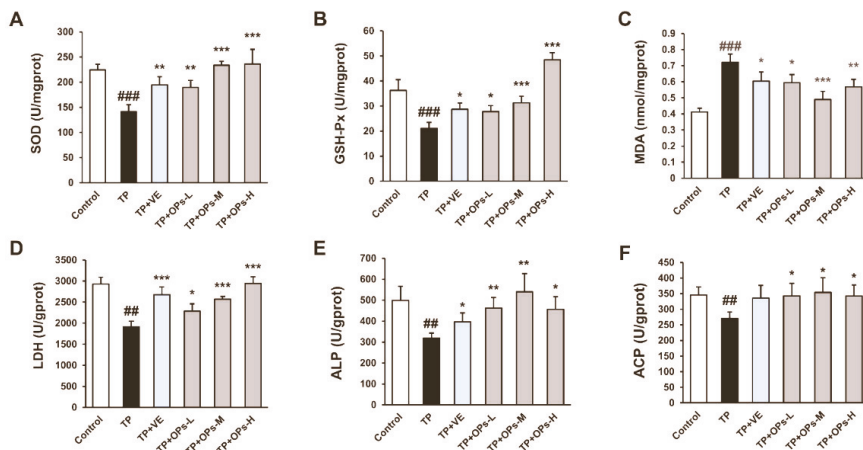 A
SOD (U/mgprot)
250
200
150
100
50
0
###
**
**
***
***
Control
TP
TP+VE
TP+OPs-L
TP+OPs-M
TP+OPs-H
B
GSH-Px (U/mgprot)
60
50
40
30
20
10
0
###
*
*
***
***
Control
TP
TP+VE
TP+OPs-L
TP+OPs-M
TP+OPs-H
C
MDA (nmol/mgprot)
0.9
0.8
0.7
0.6
0.5
0.4
0.3
0.2
0.1
0
###
*
*
***
**
Control
TP
TP+VE
TP+OPs-L
TP+OPs-M
TP+OPs-H
D
LDH (U/gprot)
3500
3000
2500
2000
1500
1000
500
0
##
***
*
***
***
Control
TP
TP+VE
TP+OPs-L
TP+OPs-M
TP+OPs-H
E
ALP (U/gprot)
700
600
500
400
300
200
100
0
##
*
**
**
*
Control
TP
TP+VE
TP+OPs-L
TP+OPs-M
TP+OPs-H
F
ACP (U/gprot)
450
400
350
300
250
200
150
100
50
0
##
*
*
*
Control
TP
TP+VE
TP+OPs-L
TP+OPs-M
TP+OPs-H